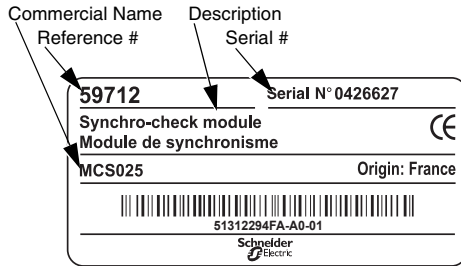 Commercial Name Description
Reference # Serial #
59712 Serial N° 0426627
Synchro-check module
Module de synchronisme
CE
MCS025 Origin: France
51312294FA-A0-01
Schneider
Electric